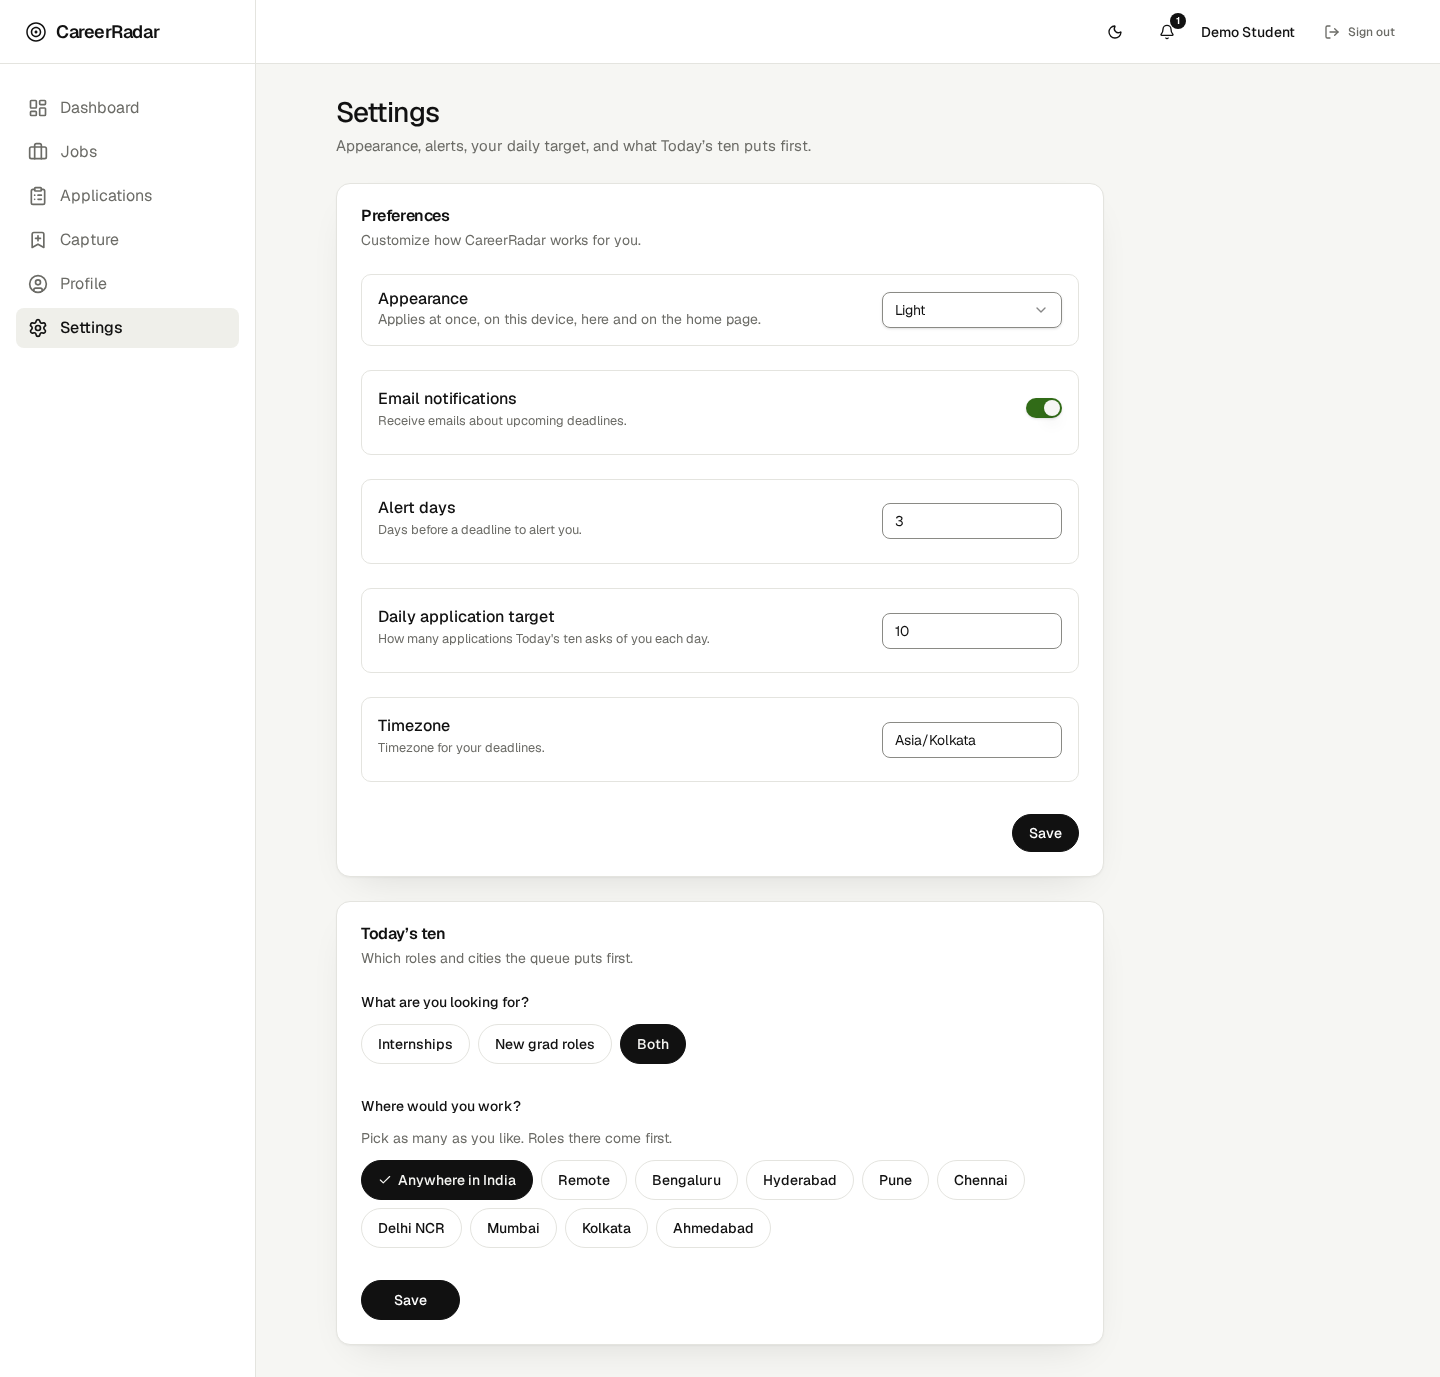 CareerRadar
1
Demo Student
Sign out
Dashboard
Jobs
Applications
Capture
Profile
Settings
Settings
Appearance, alerts, your daily target, and what Today’s ten puts first.
Preferences
Customize how CareerRadar works for you.
Appearance
Applies at once, on this device, here and on the home page.
Light
Email notifications
Receive emails about upcoming deadlines.
Alert days
Days before a deadline to alert you.
3
Daily application target
How many applications Today's ten asks of you each day.
10
Timezone
Timezone for your deadlines.
Asia/Kolkata
Save
Today’s ten
Which roles and cities the queue puts first.
What are you looking for?
Internships New grad roles Both
Where would you work?
Pick as many as you like. Roles there come first.
Anywhere in India Remote Bengaluru Hyderabad Pune Chennai
Delhi NCR Mumbai Kolkata Ahmedabad
Save